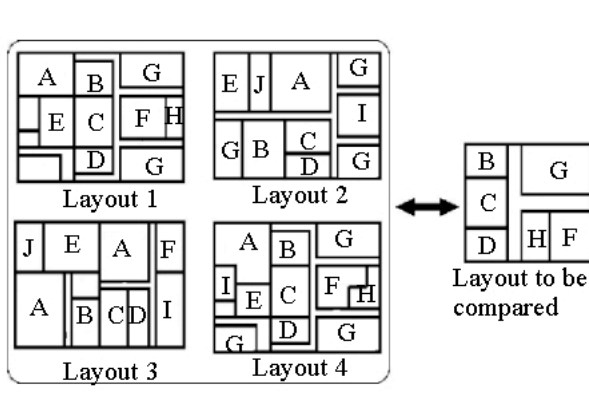 A B G
E C F H
D G
Layout 1
E J A G
I
G B C
D G
Layout 2
B G
C
D H F
Layout to be
compared
J E A F
A B C D I
Layout 3
A B G
I E C F H
G D G
Layout 4